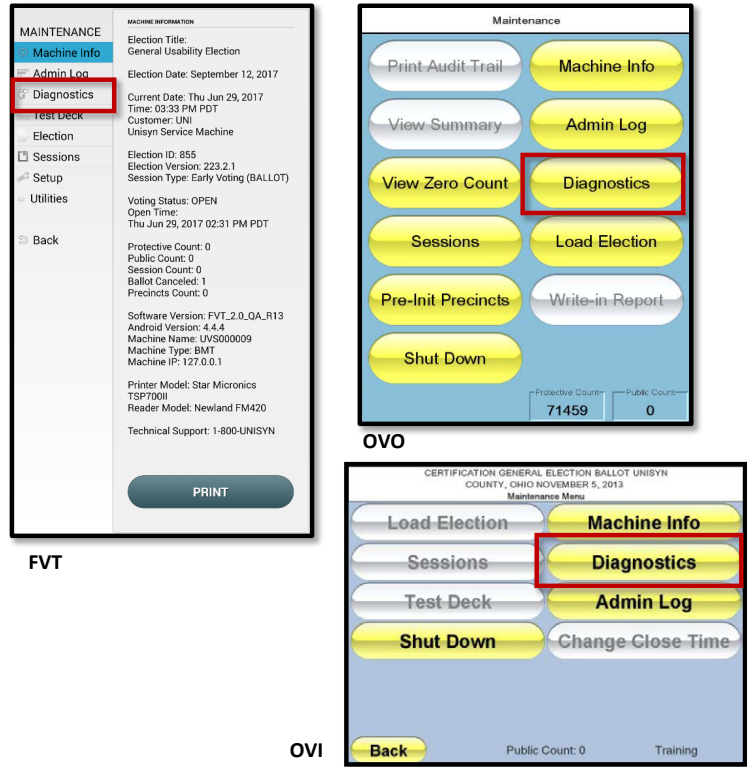 MAINTENANCE
Machine Info
Admin Log
Diagnostics
Test Deck
Election
Sessions
Setup
Utilities
Back
MACHINE INFORMATION
Election Title:
General Usability Election
Election Date: September 12, 2017
Current Date: Thu Jun 29, 2017
Time: 03:33 PM PDT
Customer: UNI
Unisyn Service Machine
Election ID: 855
Election Version: 223.2.1
Session Type: Early Voting (BALLOT)
Voting Status: OPEN
Open Time:
Thu Jun 29, 2017 02:31 PM PDT
Protective Count: 0
Public Count: 0
Session Count: 0
Ballot Canceled: 1
Precincts Count: 0
Software Version: FVT_2.0_QA_R13
Android Version: 4.4.4
Machine Name: UVS000009
Machine Type: BMT
Machine IP: 127.0.0.1
Printer Model: Star Micronics
TSP700II
Reader Model: Newland FM420
Technical Support: 1-800-UNISYN
PRINT
FVT
Maintenance
Print Audit Trail Machine Info
View Summary Admin Log
View Zero Count Diagnostics
Sessions Load Election
Pre-Init Precincts Write-in Report
Shut Down
Protective Count Public Count
71459 0
OVO
CERTIFICATION GENERAL ELECTION BALLOT UNISYN
COUNTY, OHIO NOVEMBER 5, 2013
Maintenance Menu
Load Election Machine Info
Sessions Diagnostics
Test Deck Admin Log
Shut Down Change Close Time
Back Public Count: 0 Training
OVI